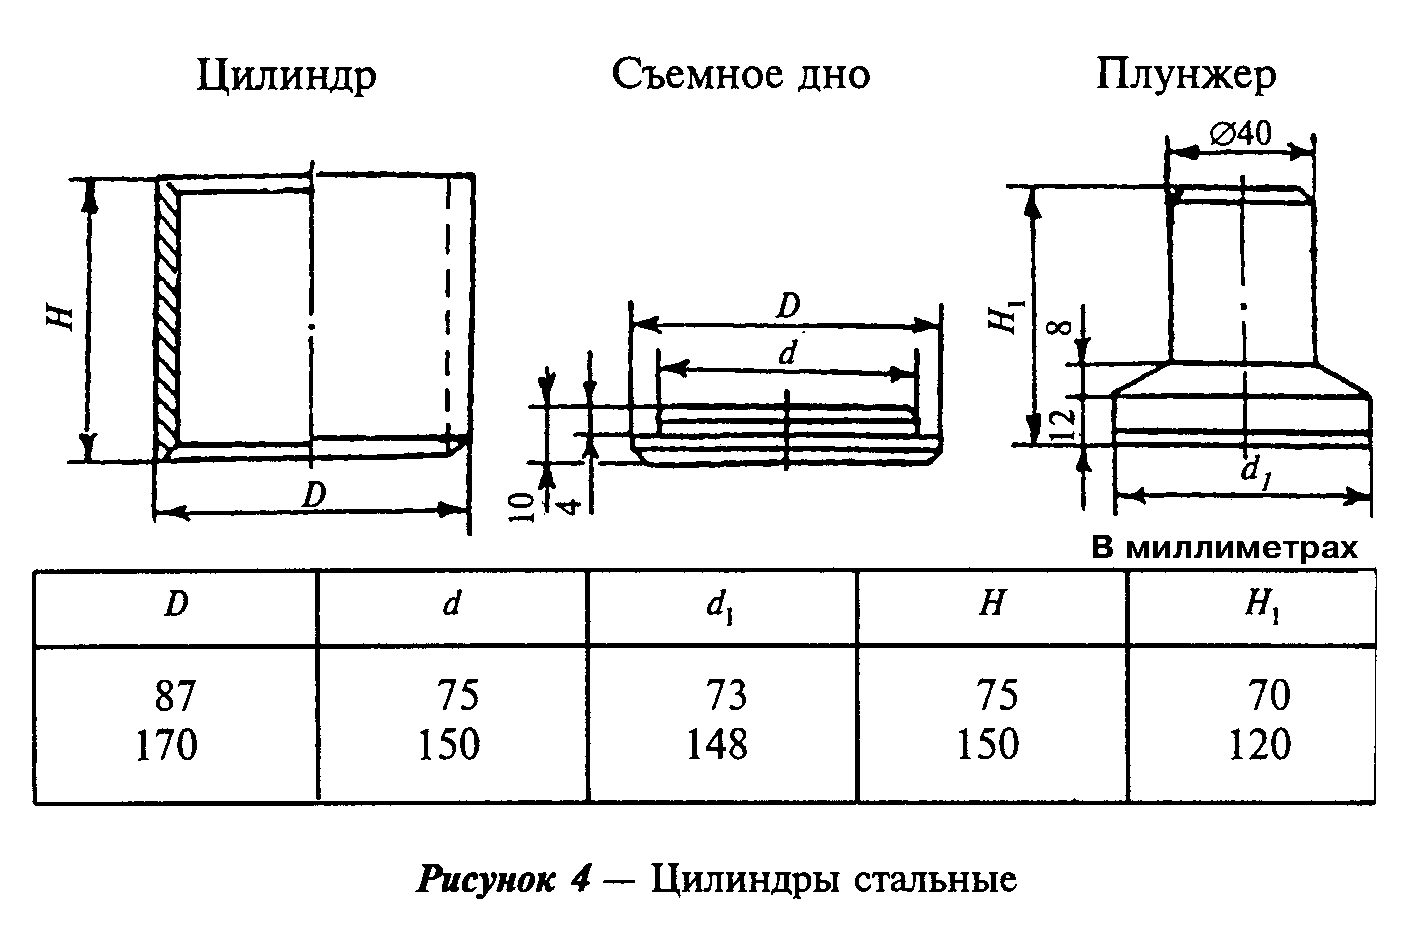 Цилиндр Съемное дно Плунжер
∅40
H
D
d
10
4
D
H₁
8
12
d₁
В миллиметрах
D d d₁ H H₁
87 75 73 75 70
170 150 148 150 120
Рисунок 4 — Цилиндры стальные